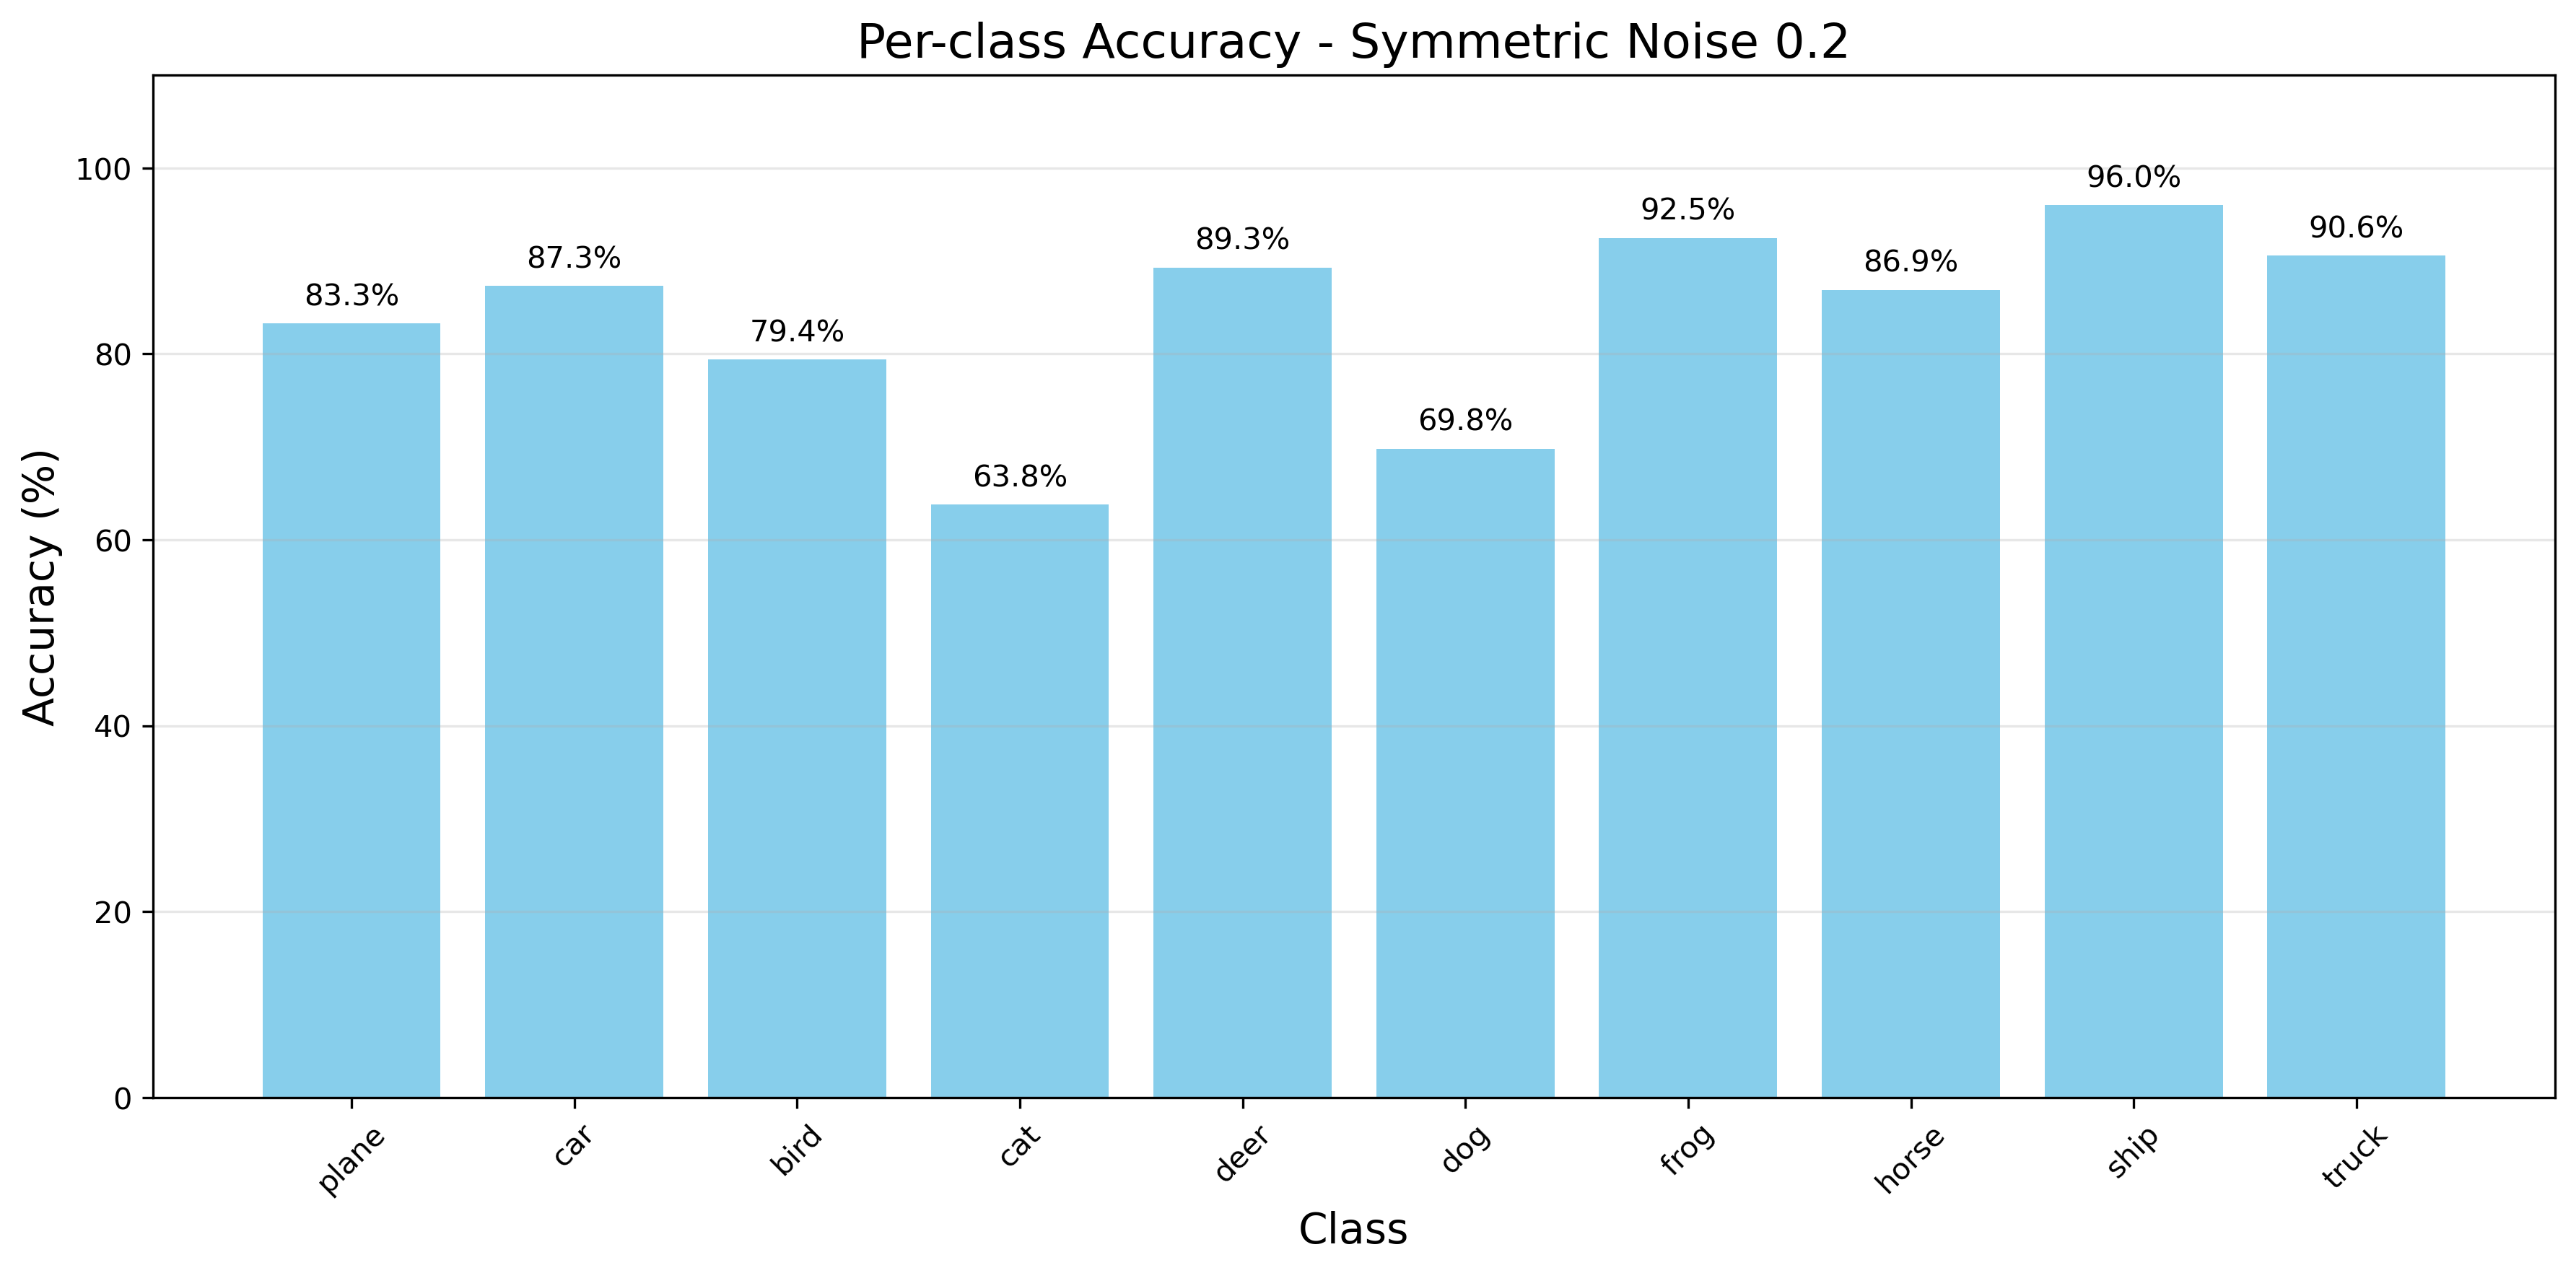 Per-class Accuracy - Symmetric Noise 0.2
Accuracy (%)
100
80
60
40
20
0
83.3%
87.3%
79.4%
63.8%
89.3%
69.8%
92.5%
86.9%
96.0%
90.6%
plane
car
bird
cat
deer
dog
frog
horse
ship
truck
Class